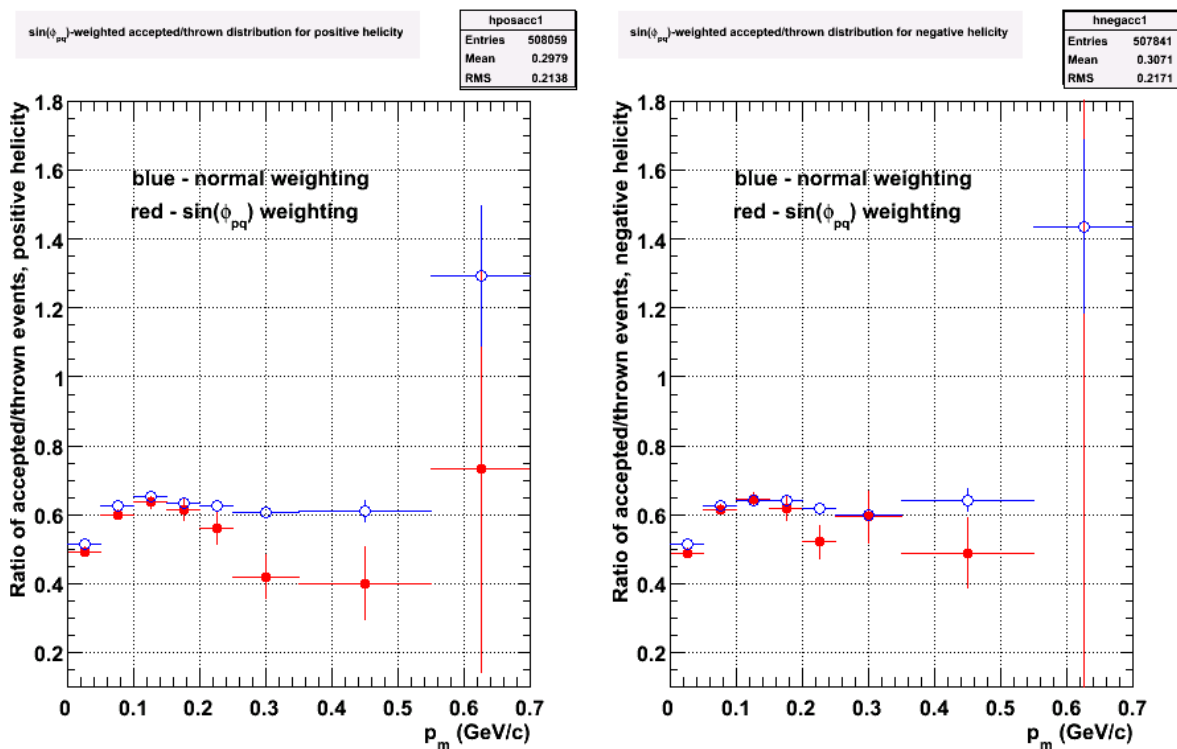 sin(ϕpq)-weighted accepted/thrown distribution for positive helicity
hposacc1
Entries 508059
Mean 0.2979
RMS 0.2138
Ratio of accepted/thrown events, positive helicity
1.8
1.6
1.4
1.2
1
0.8
0.6
0.4
0.2
blue - normal weighting
red - sin(ϕpq) weighting
0 0.1 0.2 0.3 0.4 0.5 0.6 0.7
pm (GeV/c)
sin(ϕpq)-weighted accepted/thrown distribution for negative helicity
hnegacc1
Entries 507841
Mean 0.3071
RMS 0.2171
Ratio of accepted/thrown events, negative helicity
1.8
1.6
1.4
1.2
1
0.8
0.6
0.4
0.2
blue - normal weighting
red - sin(ϕpq) weighting
0 0.1 0.2 0.3 0.4 0.5 0.6 0.7
pm (GeV/c)